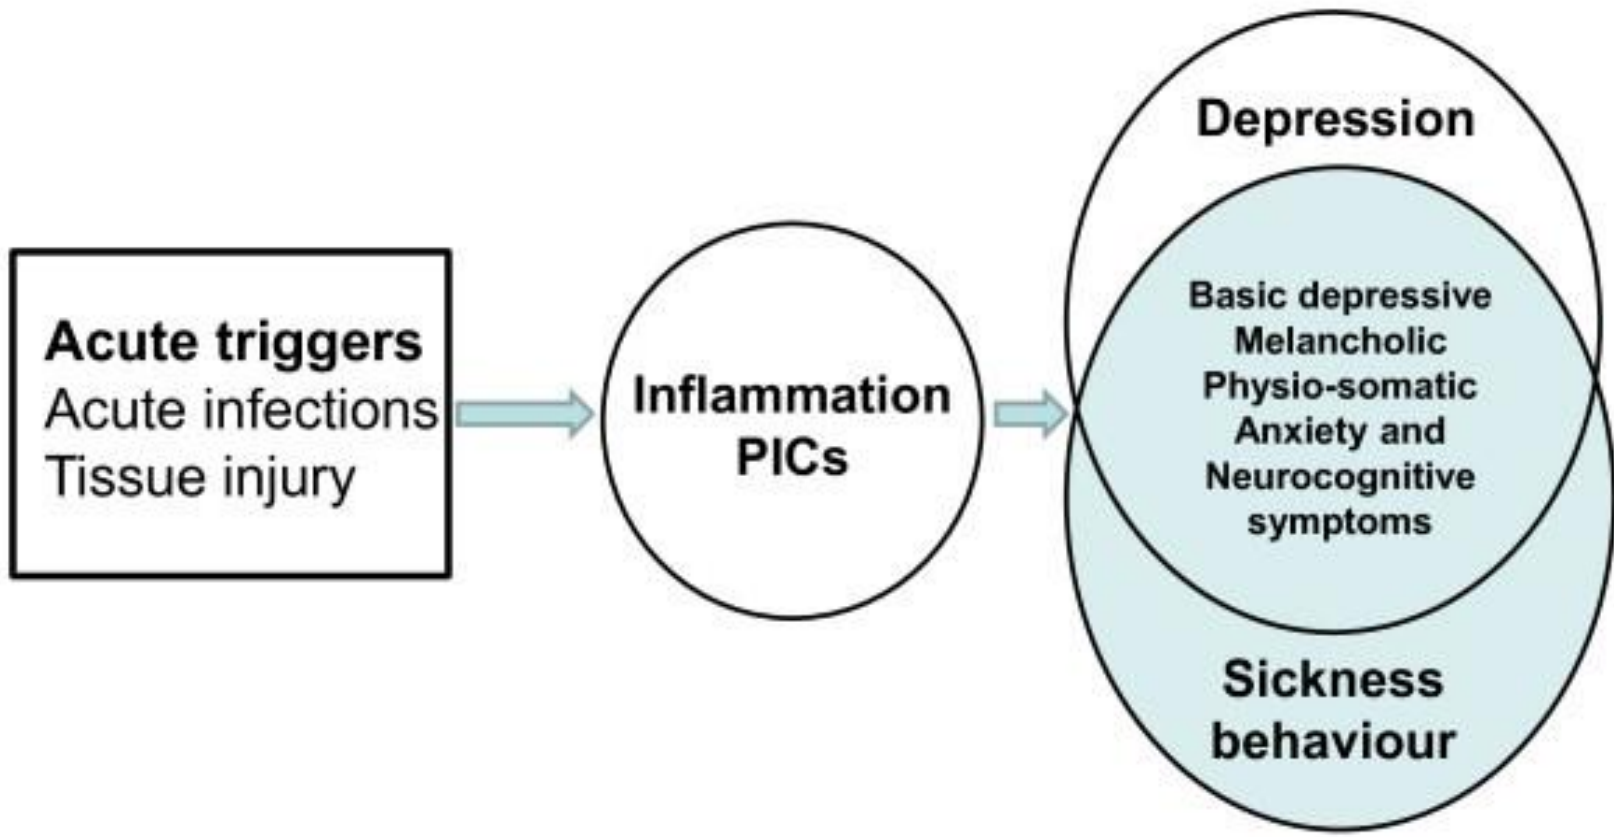 Acute triggers
Acute infections
Tissue injury
Inflammation
PICs
Depression
Basic depressive
Melancholic
Physio-somatic
Anxiety and
Neurocognitive
symptoms
Sickness
behaviour